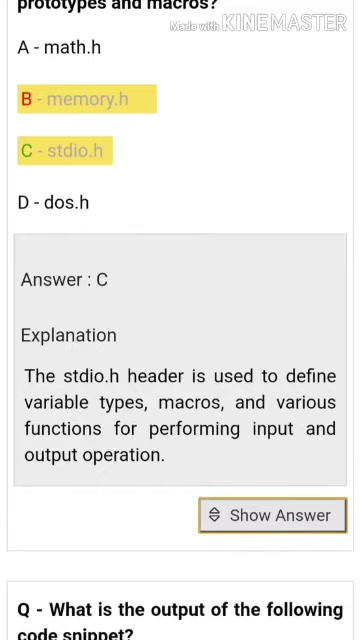 prototypes and macros?
Made with KINEMASTER
A - math.h
B - memory.h
C - stdio.h
D - dos.h
Answer : C
Explanation
The stdio.h header is used to define
variable types, macros, and various
functions for performing input and
output operation.
Show Answer
Q - What is the output of the following
code snippet?